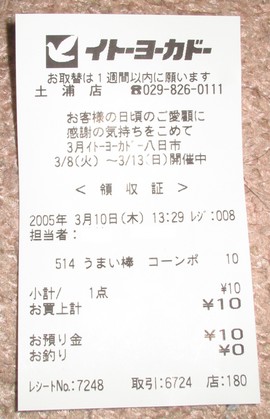 イトーヨーカドー
お取替は1週間以内に願います
土浦店 ☎029-826-0111
お客様の日頃のご愛顧に
感謝の気持ちをこめて
3月イトーヨーカドー八日市
3/8(火) ～3/13(日)開催中
＜領収証＞
2005年 3月10日(木) 13:29 レジ:008
担当者:
514 うまい棒 コーンポ 10
小計/ 1点 ¥10
お買上計 ¥10
お預り金 ¥10
お釣り ¥0
レシートNo:7248 取引:6724 店:180